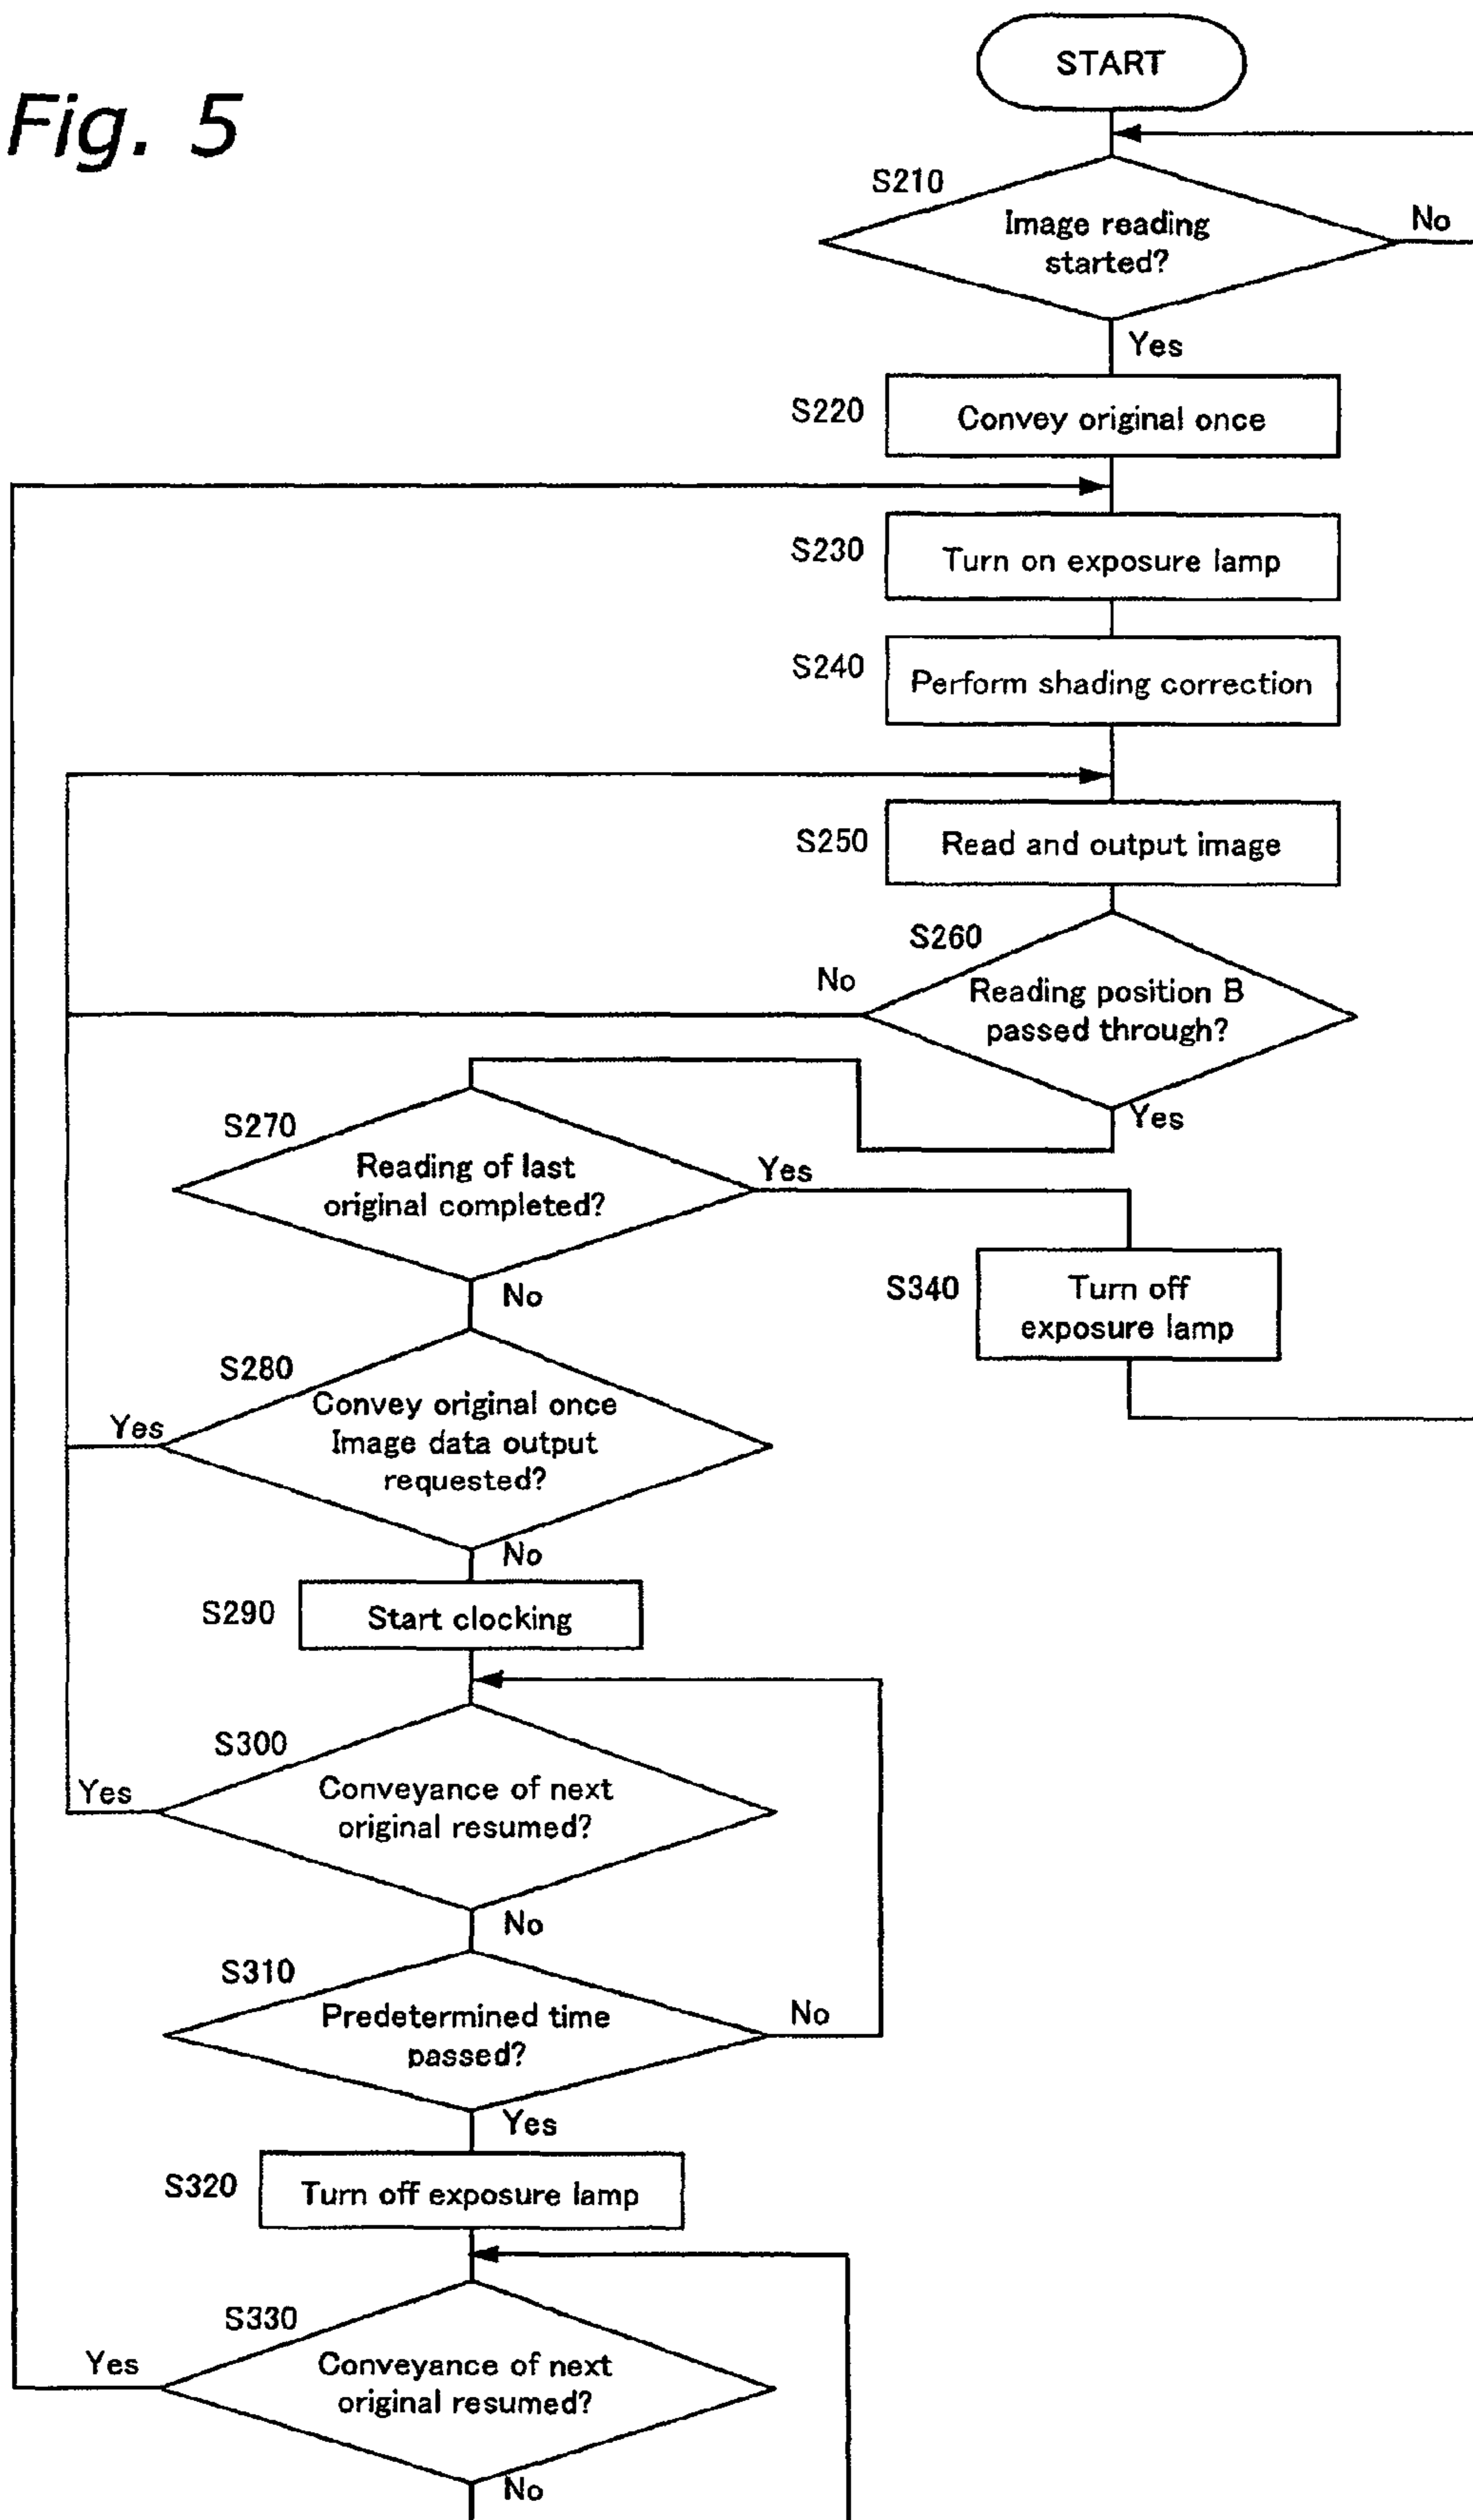 Fig. 5
START
S210
Image reading
started?
No
Yes
S220
Convey original once
S230
Turn on exposure lamp
S240
Perform shading correction
S250
Read and output image
S260
No
Reading position B
passed through?
Yes
S270
Reading of last
original completed?
Yes
No
S340
Turn off
exposure lamp
S280
Convey original once
Image data output
requested?
Yes
No
S290
Start clocking
S300
Yes
Conveyance of next
original resumed?
No
S310
Predetermined time
passed?
No
Yes
S320
Turn off exposure lamp
S330
Yes
Conveyance of next
original resumed?
No